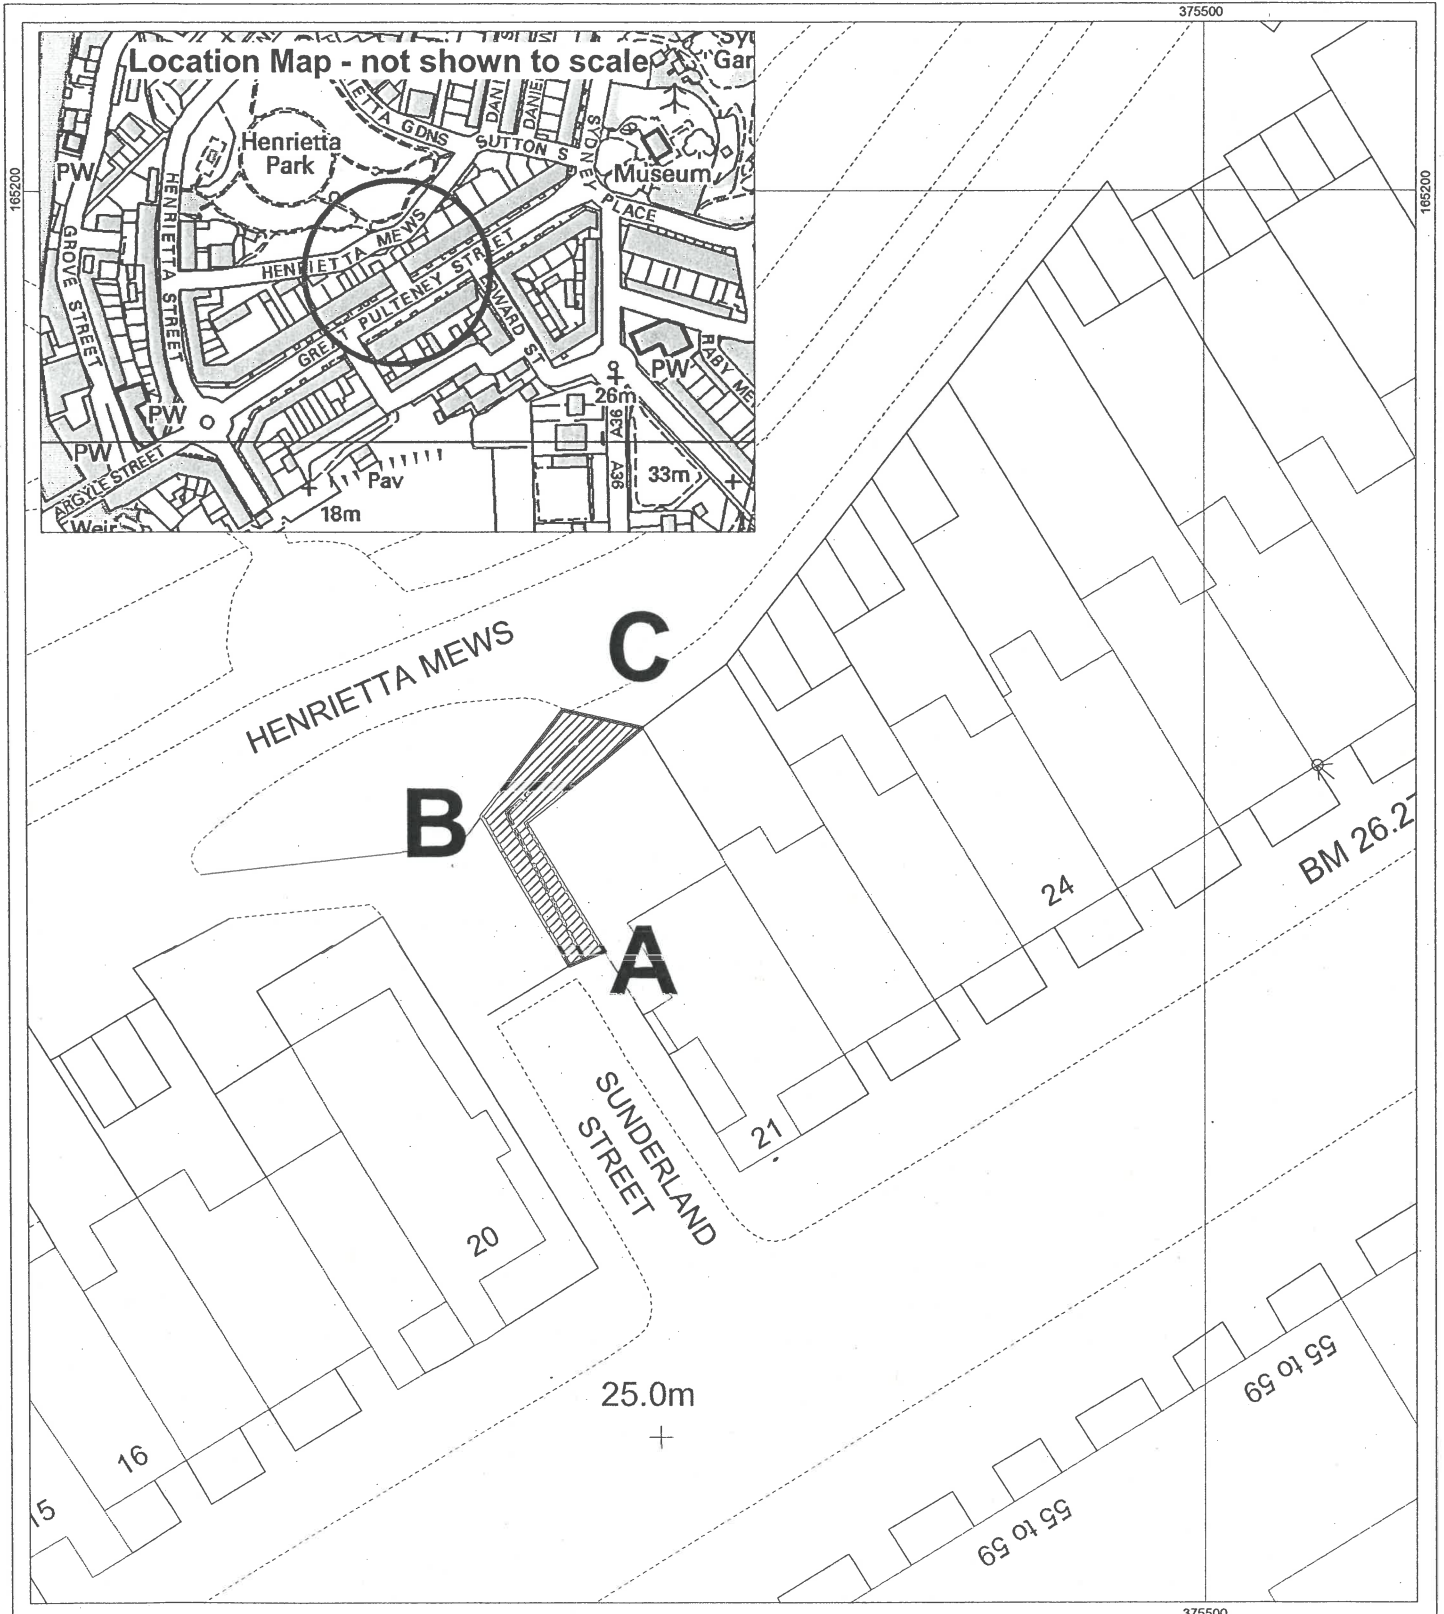 375500
Location Map - not shown to scale
Gar
ETTA GDNS
DANI
DANIE
SUTTON S
SYDNEY
PLACE
Henrietta
Park
Museum
PW
165200
165200
HENRIETTA STREET
GROVE STREET
HENRIETTA MEWS
GREAT PULTENEY STREET
WARD ST
RABY ME
PW
PW
26m
A36
A36
PW
ARGYLE STREET
Pav
33m
18m
Weir
C
HENRIETTA MEWS
B
BM 26.2
24
A
SUNDERLAND
STREET
21
20
55 to 59
25.0m
16
15
55 to 59
375500